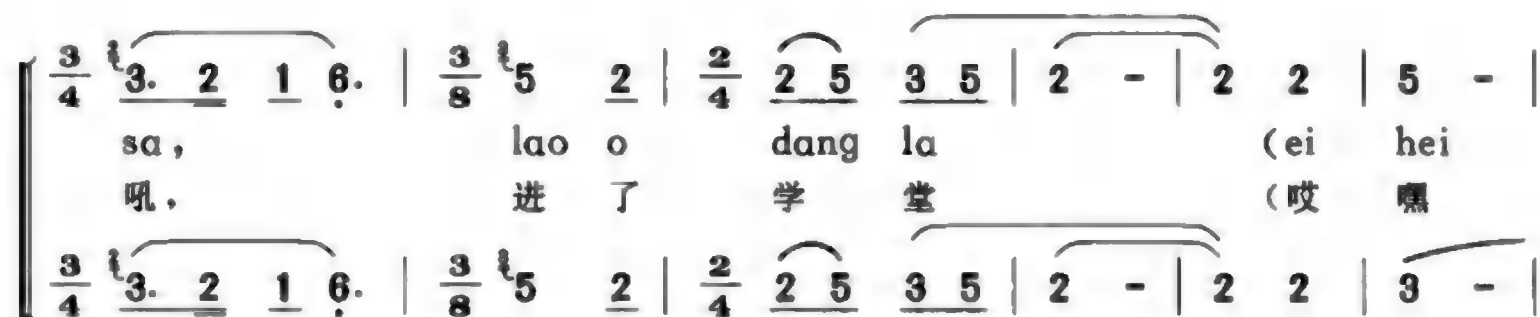 3/4 3. 2 1 6. | 3/8 5 2 | 2/4 2 5 3 5 | 2 - | 2 2 | 5 - |
sa, lao o dang la (ei hei
吼, 进 了 学 堂 (哎 嘿
3/4 3. 2 1 6. | 3/8 5 2 | 2/4 2 5 3 5 | 2 - | 2 2 | 3 - |